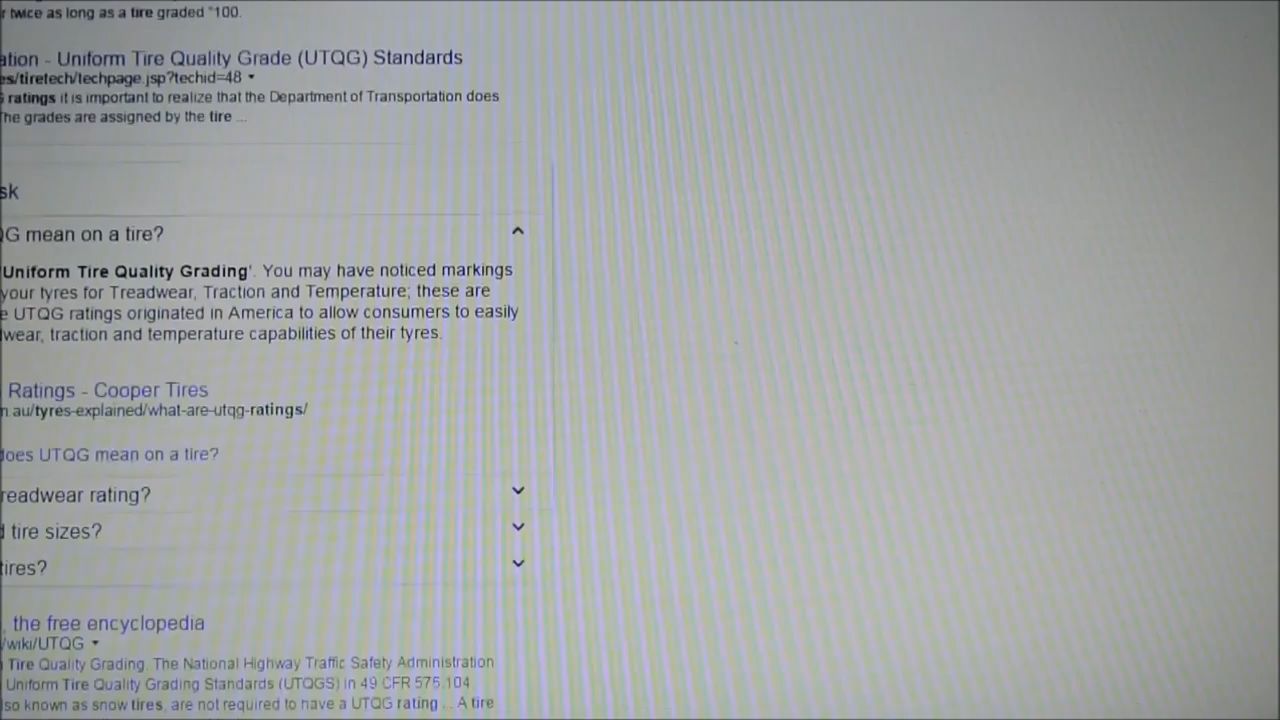 r twice as long as a tire graded "100.
ation - Uniform Tire Quality Grade (UTQG) Standards
es/tiretech/techpage.jsp?techid=48
ratings it is important to realize that the Department of Transportation does
The grades are assigned by the tire ...
sk
QG mean on a tire?
'Uniform Tire Quality Grading'. You may have noticed markings
your tyres for Treadwear, Traction and Temperature; these are
e UTQG ratings originated in America to allow consumers to easily
wear, traction and temperature capabilities of their tyres.
Ratings - Cooper Tires
n.au/tyres-explained/what-are-utqg-ratings/
does UTQG mean on a tire?
readwear rating?
d tire sizes?
tires?
, the free encyclopedia
/wiki/UTQG
Tire Quality Grading. The National Highway Traffic Safety Administration
Uniform Tire Quality Grading Standards (UTQGS) in 49 CFR 575.104.
lso known as snow tires, are not required to have a UTQG rating ... A tire